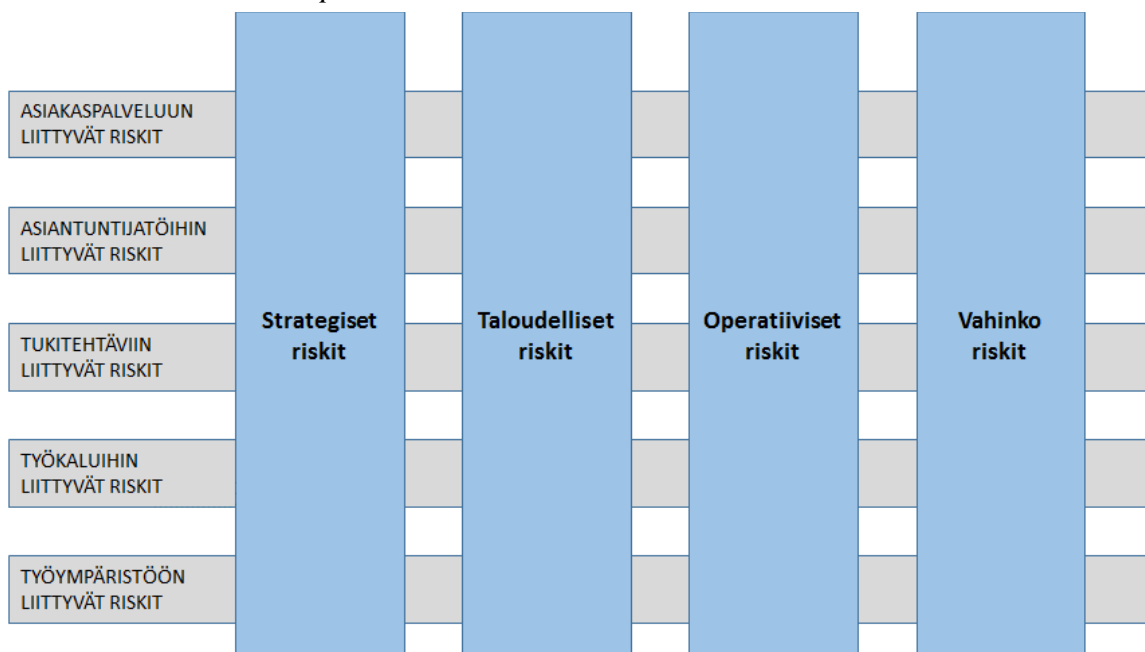 ASIAKASPALVELUUN
LIITTYVÄT RISKIT
ASIANTUNTIJATÖIHIN
LIITTYVÄT RISKIT
Strategiset
riskit
Taloudelliset
riskit
Operatiiviset
riskit
Vahinko
riskit
TUKITEHTÄVIIN
LIITTYVÄT RISKIT
TYÖKALUIHIN
LIITTYVÄT RISKIT
TYÖYMPÄRISTÖÖN
LIITTYVÄT RISKIT